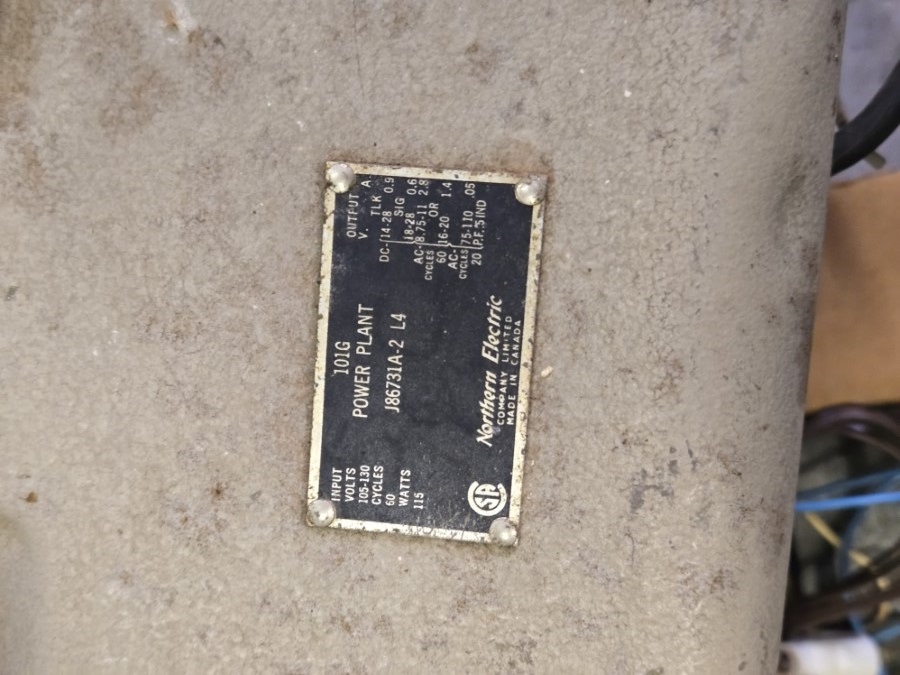 INPUT
VOLTS
105-130
CYCLES
60
WATTS
115
101G
POWER PLANT
J86731A-2 L4
OUTPUT
V. A.
TLK
DC- 14-28 0.9
SIG
18-28 0.6
AC- 8.75-11 2.8
CYCLES OR
60 16-20 1.4
AC-
CYCLES 75-110 .05
20 P.F. .5 IND
SA
Northern Electric
COMPANY LIMITED
MADE IN CANADA